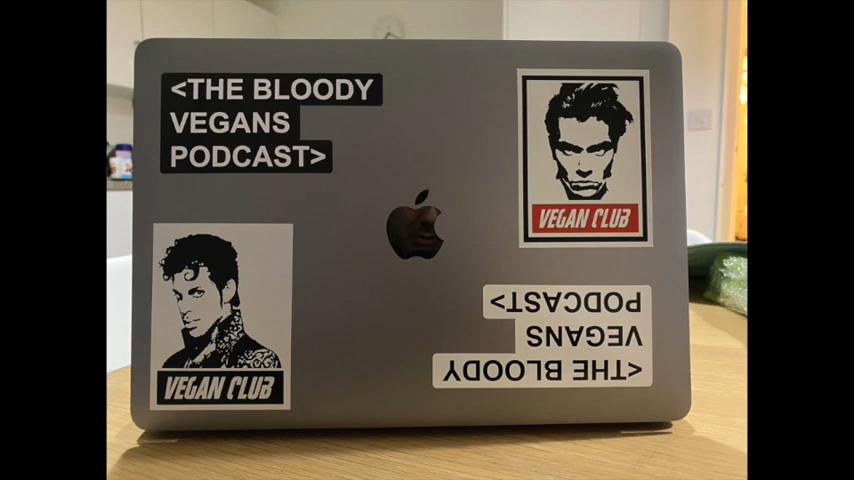 <THE BLOODY
VEGANS
PODCAST>
VEGAN CLUB
VEGAN CLUB
<THE BLOODY
VEGANS
PODCAST>